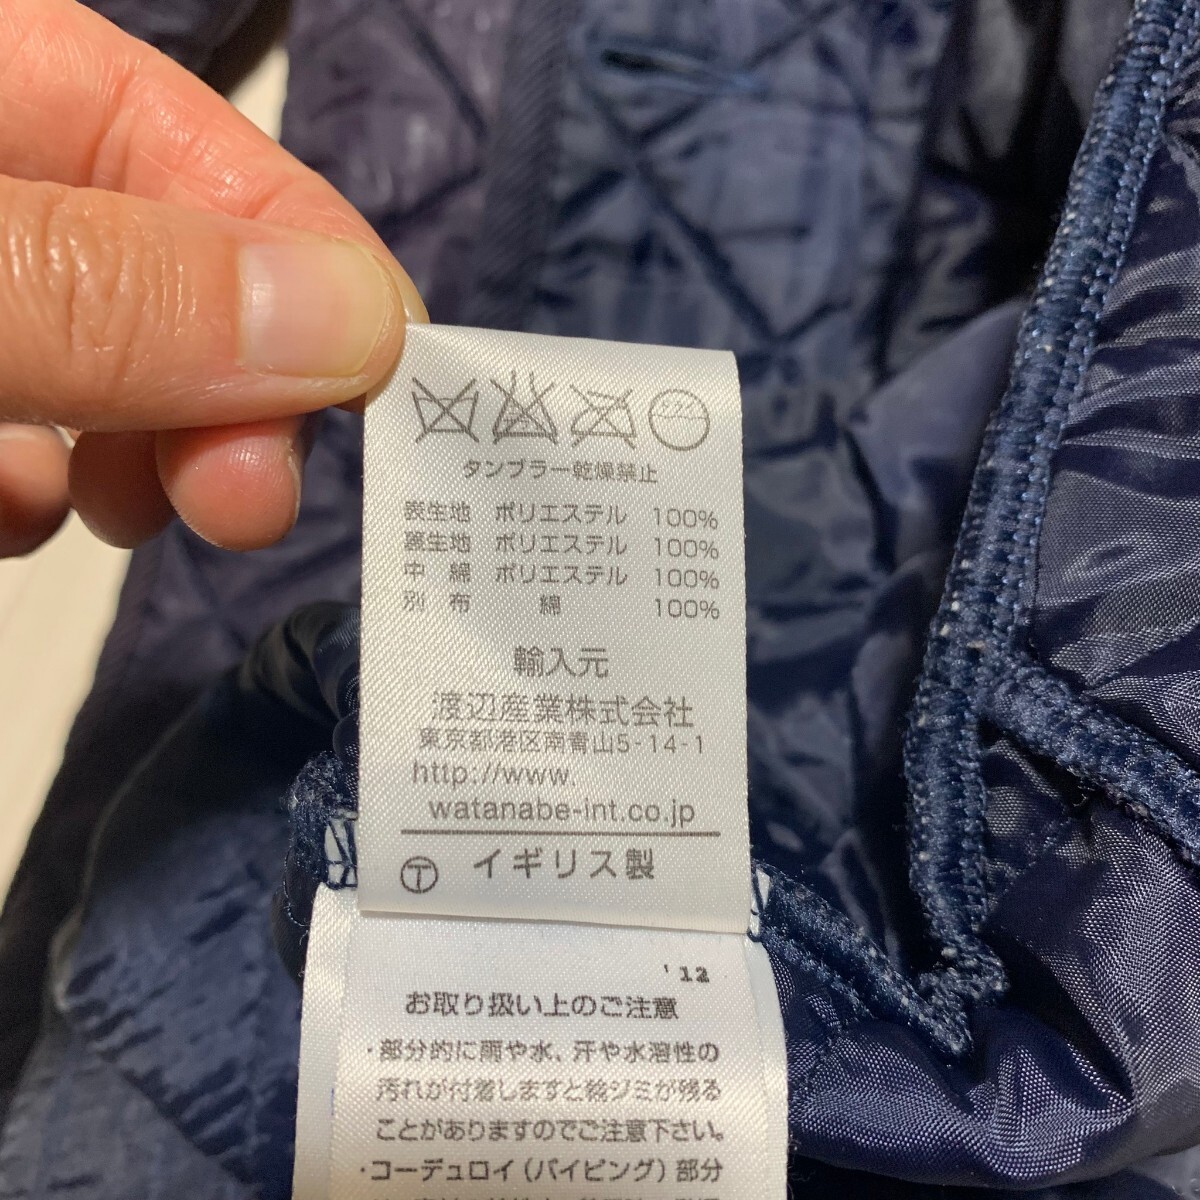 タンブラー乾燥禁止
表生地 ポリエステル 100%
裏生地 ポリエステル 100%
中綿 ポリエステル 100%
別布 綿 100%
輸入元
渡辺産業株式会社
東京都港区南青山5-14-1
http://www.
watanabe-int.co.jp
Ⓣ イギリス製
'12
お取り扱い上のご注意
・部分的に雨や水、汗や水溶性の
汚れが付着しますと輪ジミが残る
ことがありますのでご注意下さい。
・コーデュロイ(パイピング)部分